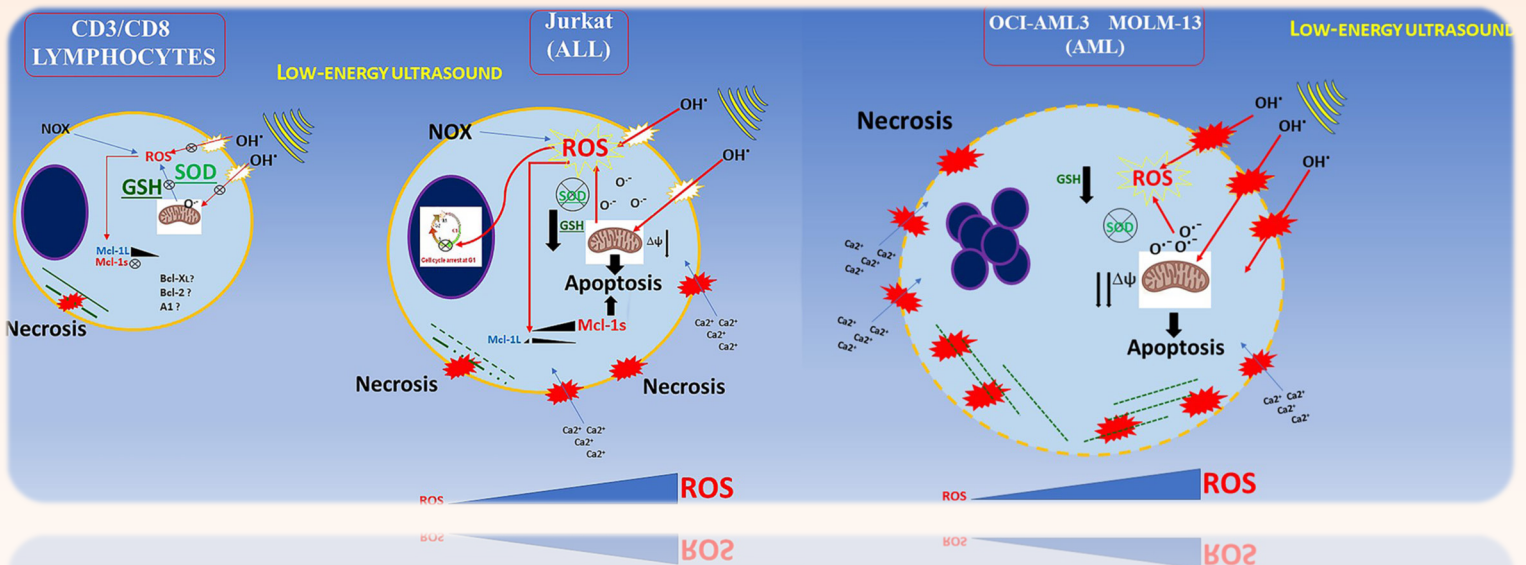 CD3/CD8
LYMPHOCYTES
LOW-ENERGY ULTRASOUND
NOX
OH•
OH•
ROS
SOD
GSH
O•-
Mcl-1L
Mcl-1s
Bcl-XL?
Bcl-2 ?
A1 ?
Necrosis
Jurkat
(ALL)
NOX
OH•
OH•
ROS
SOD
O•-
O•-
O•-
GSH
Δψ
G1
Cell cycle arrest at G1
Apoptosis
Mcl-1s
Mcl-1L
Necrosis
Necrosis
Ca2+ Ca2+
Ca2+
Ca2+
Ca2+ Ca2+
Ca2+
Ca2+
ROS
ROS
OCI-AML3 MOLM-13
(AML)
LOW-ENERGY ULTRASOUND
Necrosis
OH•
OH•
OH•
GSH
ROS
SOD
O•-
O•- O•-
Δψ
Apoptosis
Ca2+ Ca2+
Ca2+
Ca2+
Ca2+ Ca2+
Ca2+
Ca2+
Ca2+ Ca2+
Ca2+
Ca2+
ROS
ROS